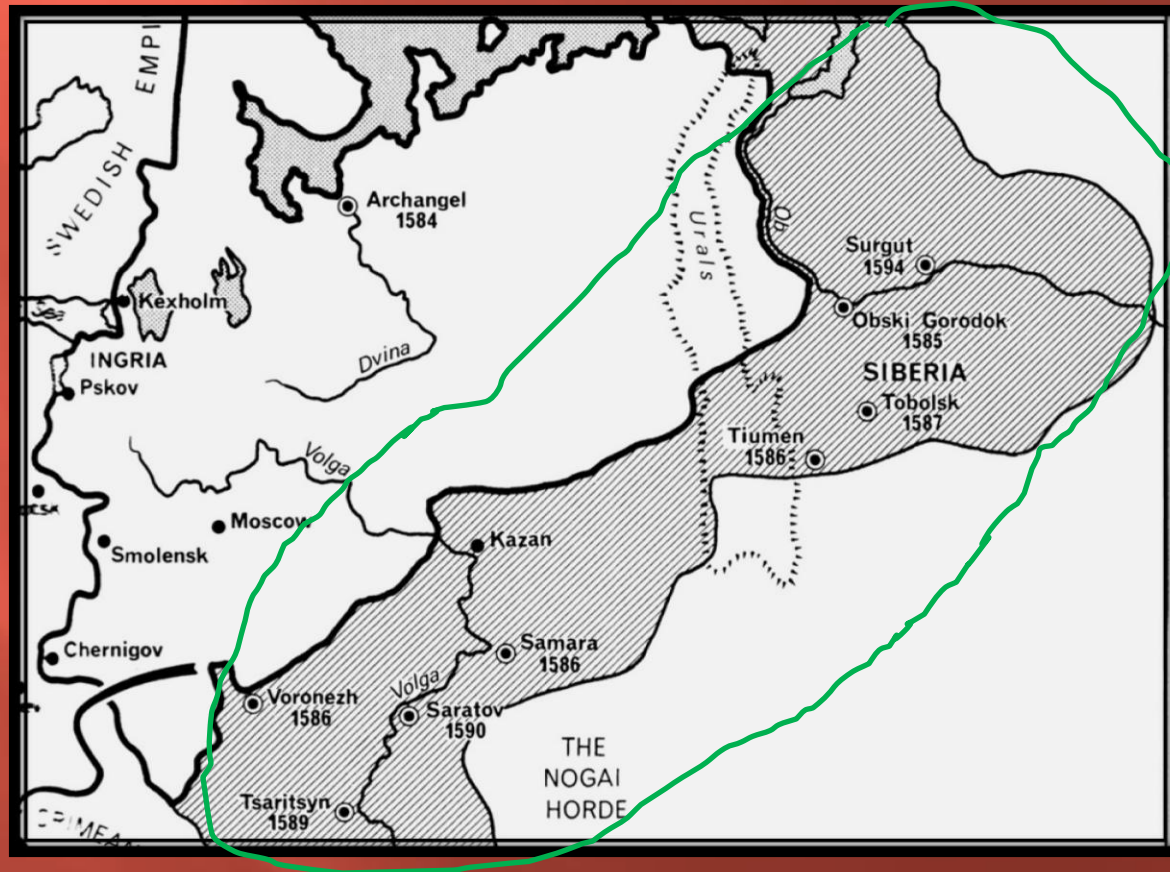 SWEDISH EMPI
Archangel
1584
Kexholm
INGRIA
Pskov
Dvina
Urals
Ob
Surgut
1594
Obski Gorodok
1585
SIBERIA
Tobolsk
1587
Tiumen
1586
Volga
Moscow
Smolensk
Kazan
Chernigov
Samara
1586
Volga
Voronezh
1586
Saratov
1590
THE
NOGAI
HORDE
Tsaritsyn
1589
CRIMEAN